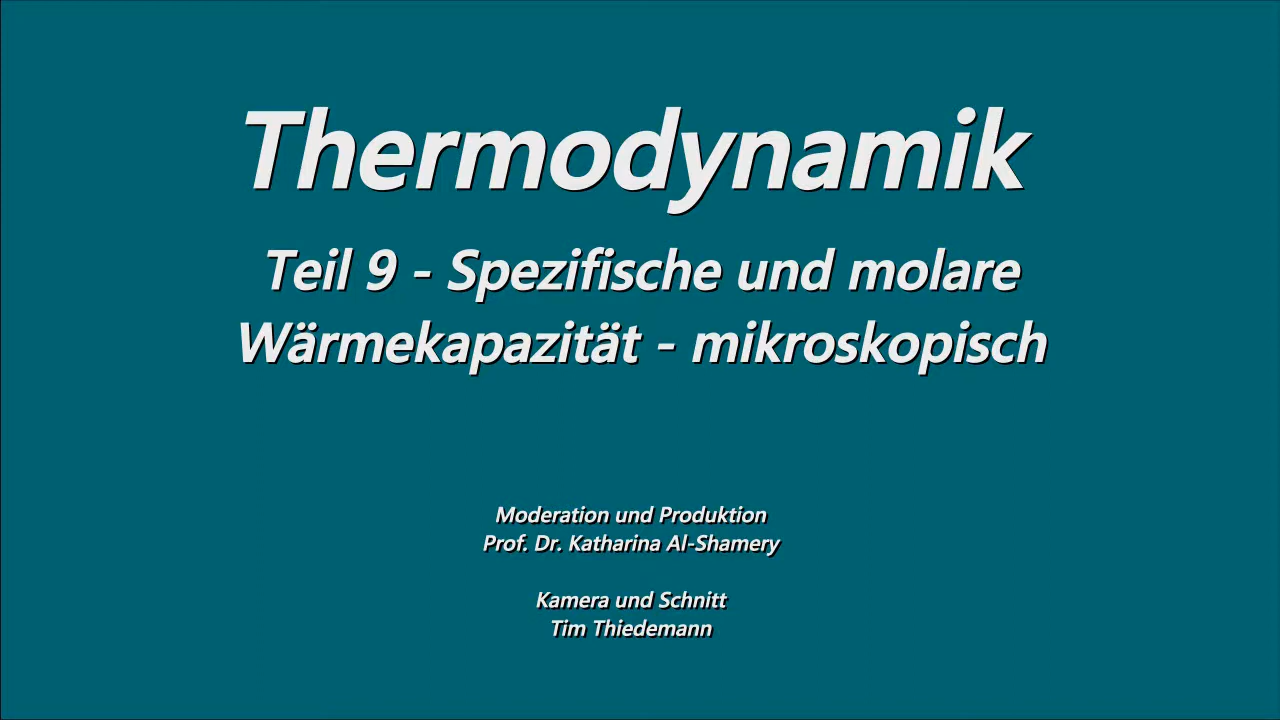 Thermodynamik
Teil 9 - Spezifische und molare
Wärmekapazität - mikroskopisch
Moderation und Produktion
Prof. Dr. Katharina Al-Shamery
Kamera und Schnitt
Tim Thiedemann